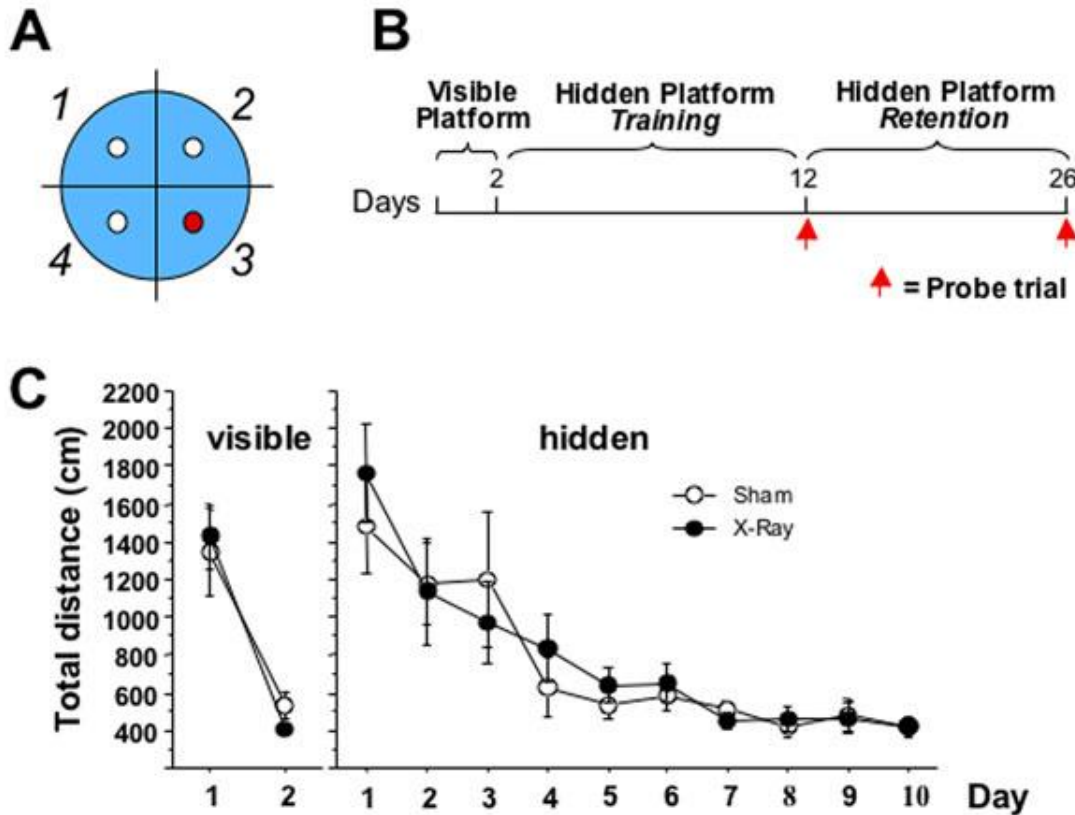 A
1
2
4
3
B
Visible
Platform
Hidden Platform
Training
Hidden Platform
Retention
2
12
26
Days
= Probe trial
C
Total distance (cm)
2200
2000
1800
1600
1400
1200
1000
800
600
400
visible
hidden
Sham
X-Ray
1 2
1 2 3 4 5 6 7 8 9 10 Day